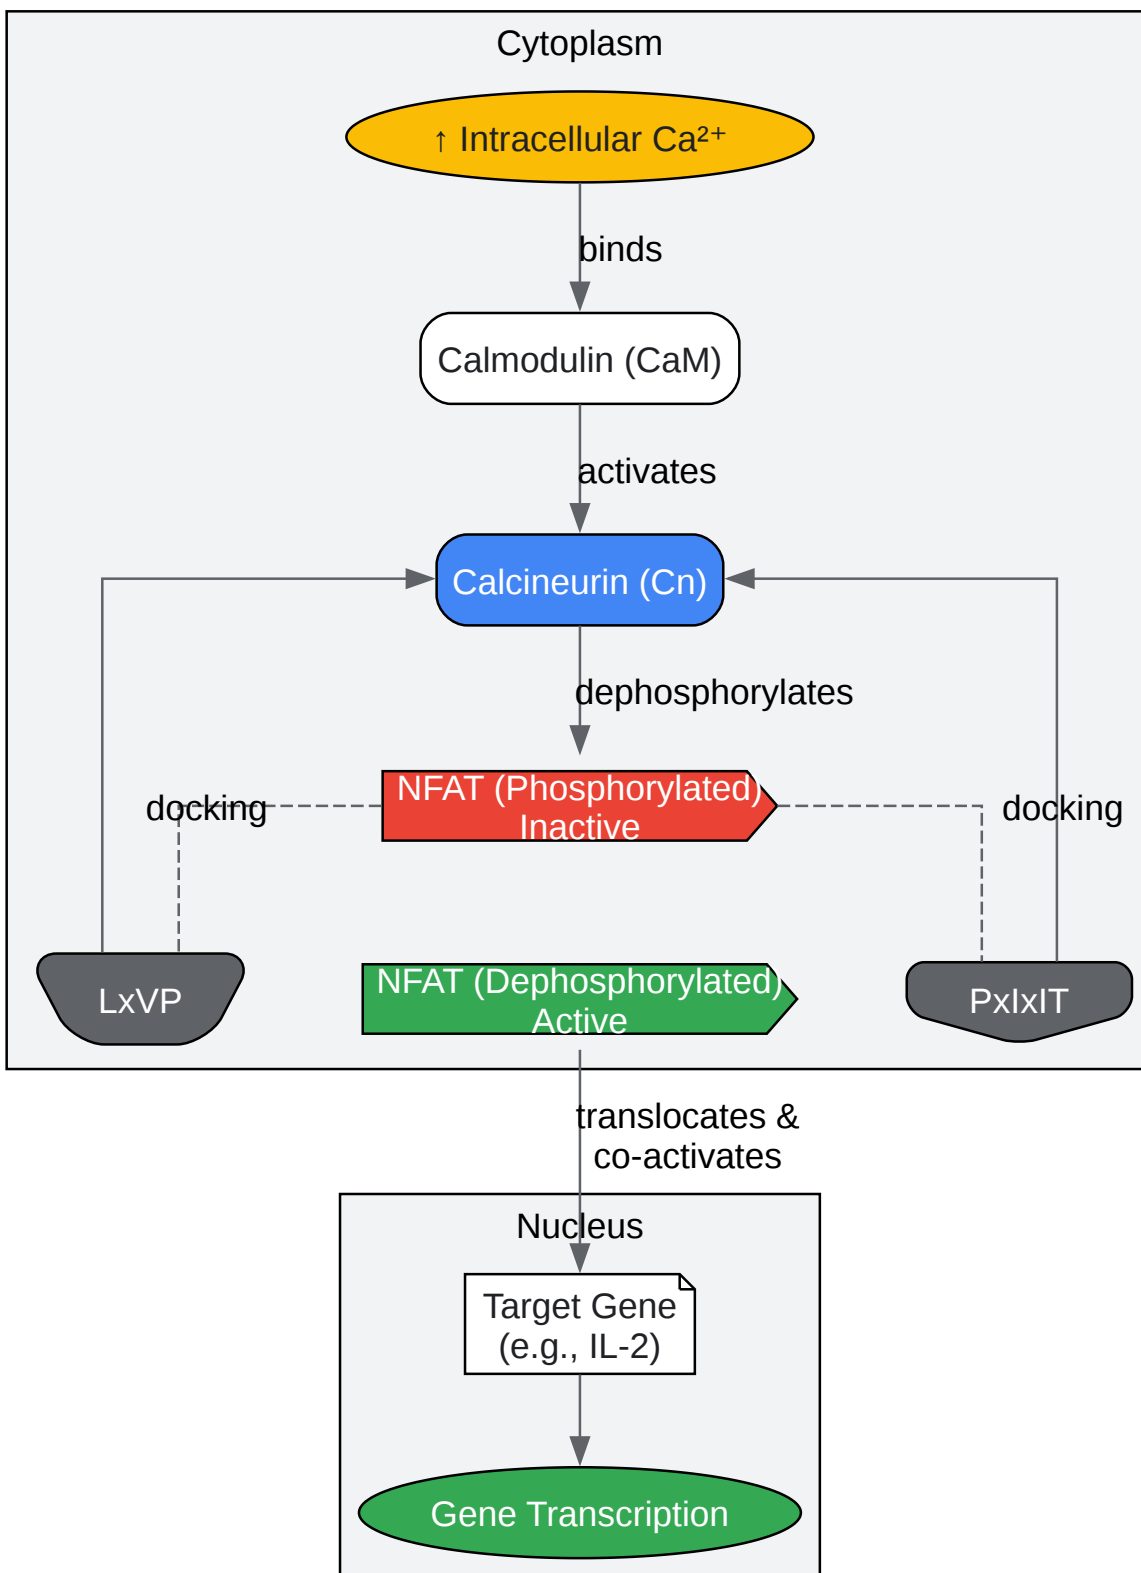 Cytoplasm
↑ Intracellular Ca²⁺
binds
Calmodulin (CaM)
activates
Calcineurin (Cn)
dephosphorylates
NFAT (Phosphorylated)
Inactive
docking
docking
LxVP
NFAT (Dephosphorylated)
Active
PxIxIT
translocates &
co-activates
Nucleus
Target Gene
(e.g., IL-2)
Gene Transcription